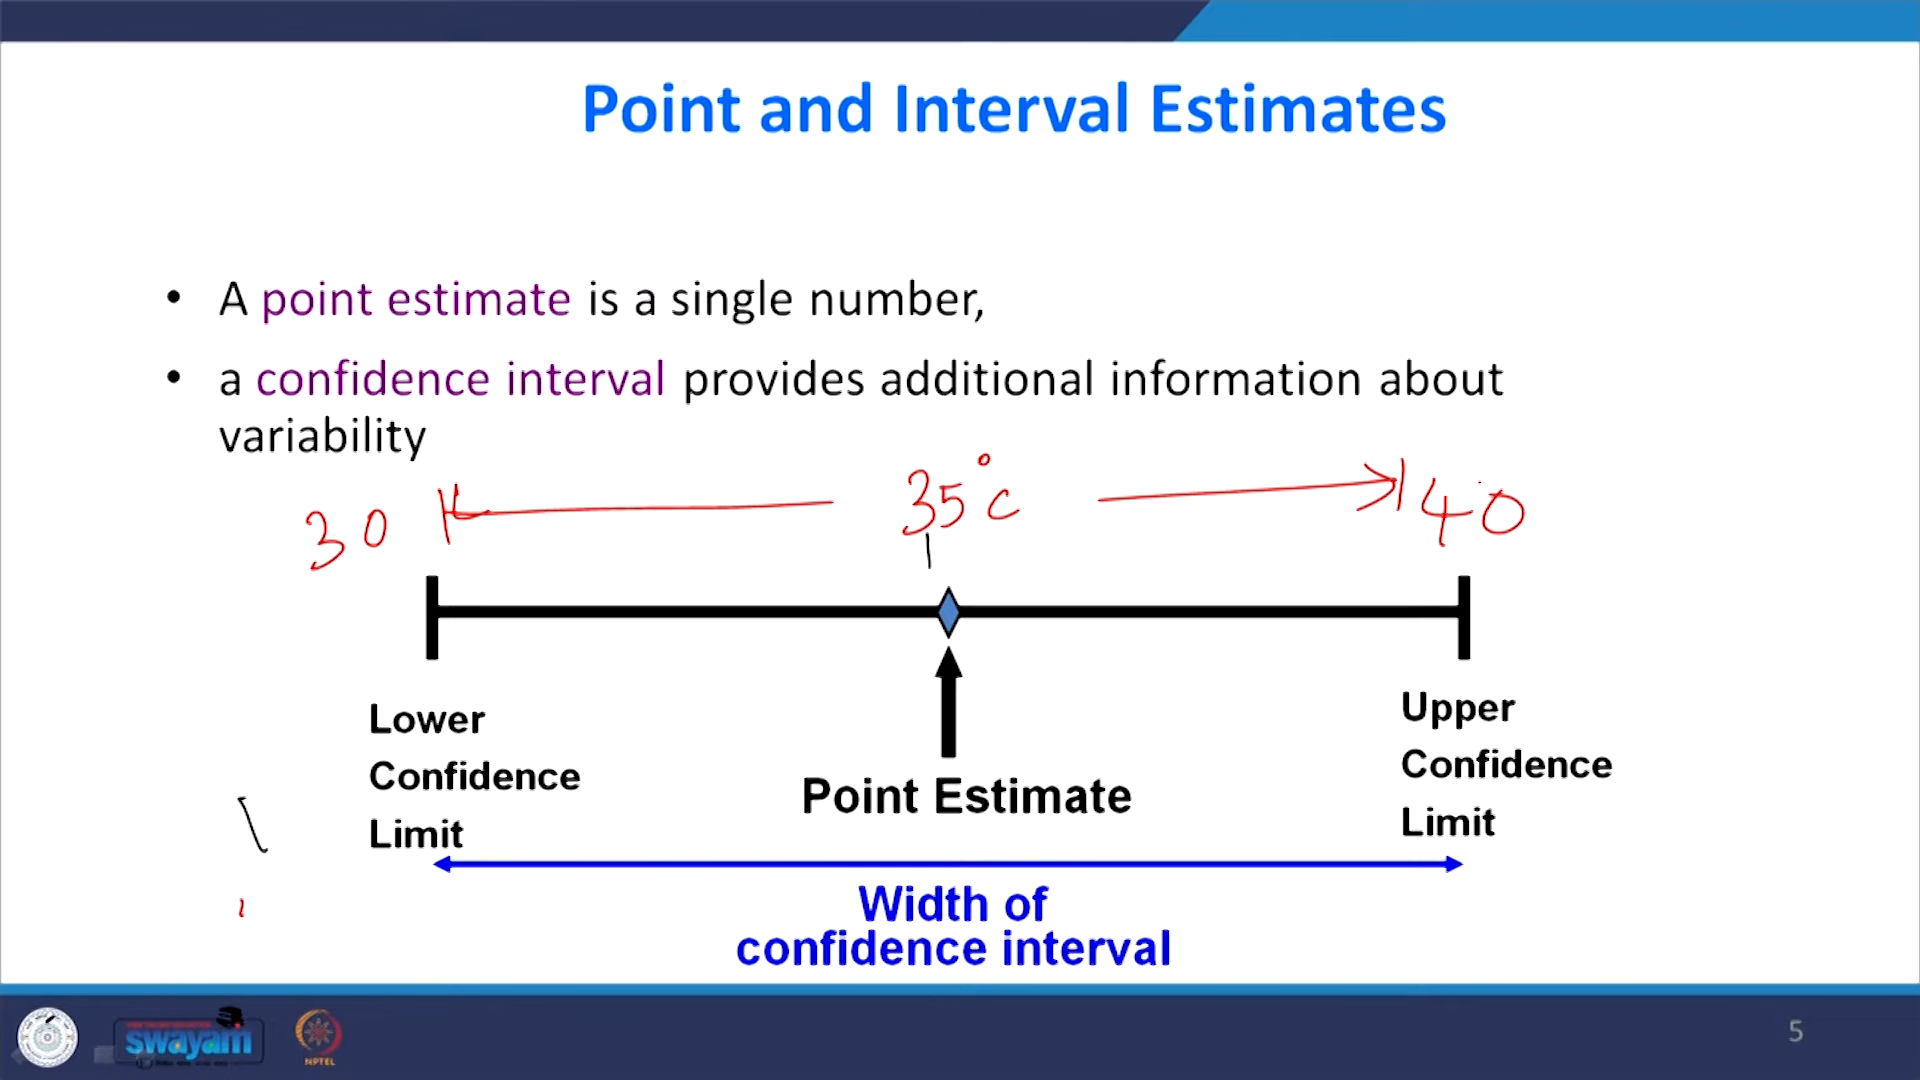 Point and Interval Estimates
• A point estimate is a single number,
• a confidence interval provides additional information about
variability
30 35°c 40
Lower
Confidence
Limit
Point Estimate
Upper
Confidence
Limit
Width of
confidence interval
swayam
NPTEL
5